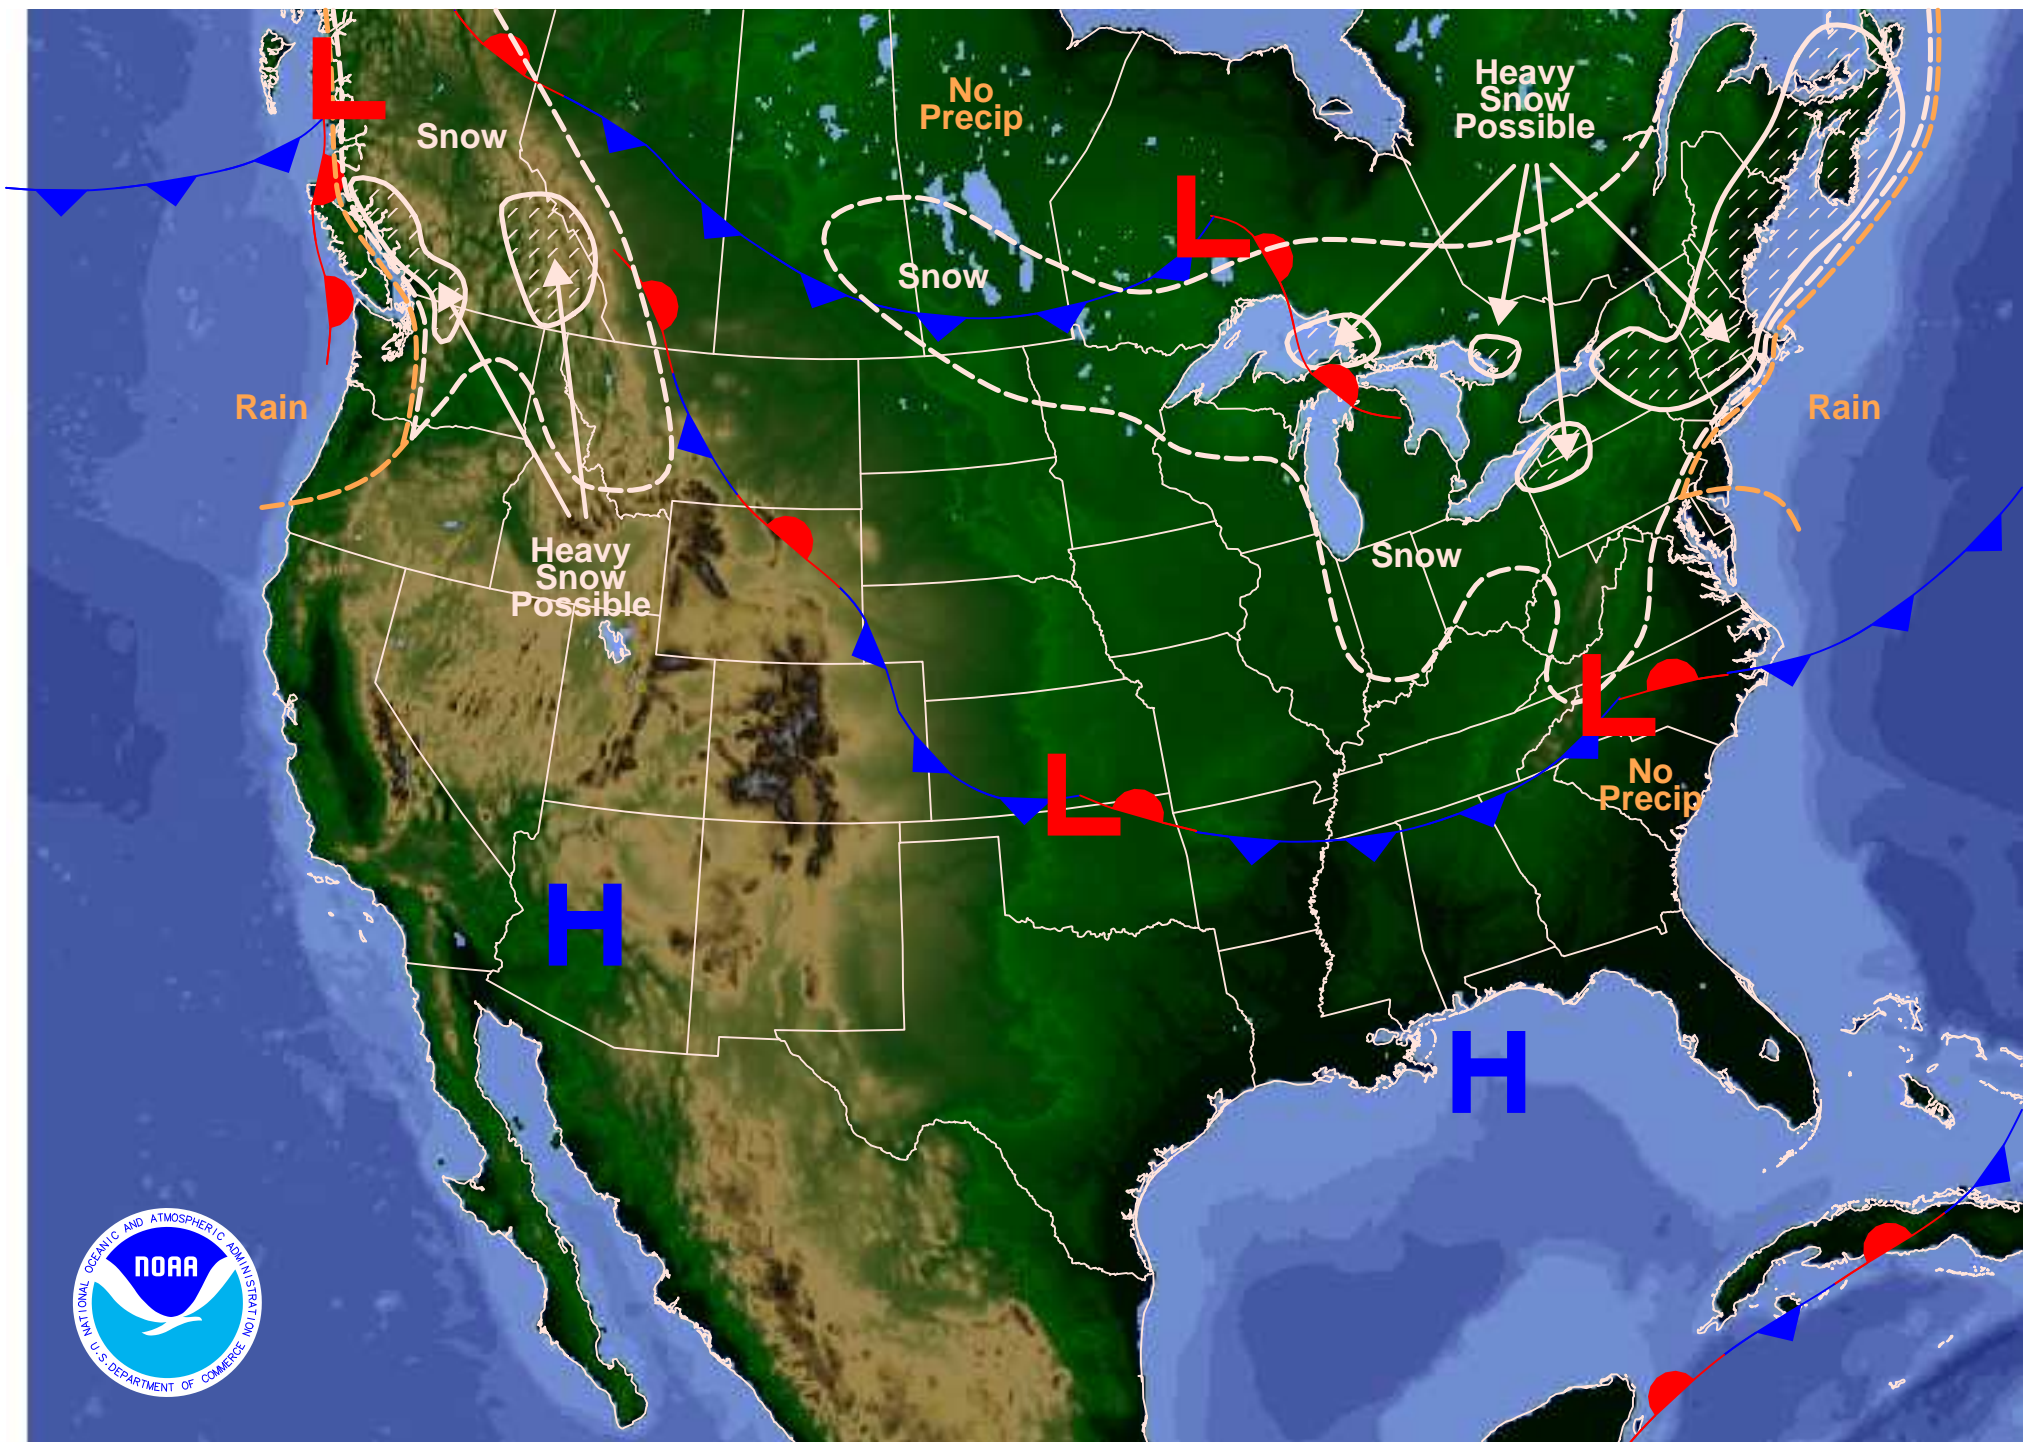 L
Snow
No
Precip
Heavy
Snow
Possible
L
Snow
Rain
Rain
Heavy
Snow
Possible
Snow
L
L
No
Precip
H
H
NATIONAL OCEANIC AND ATMOSPHERIC ADMINISTRATION
NOAA
U.S. DEPARTMENT OF COMMERCE